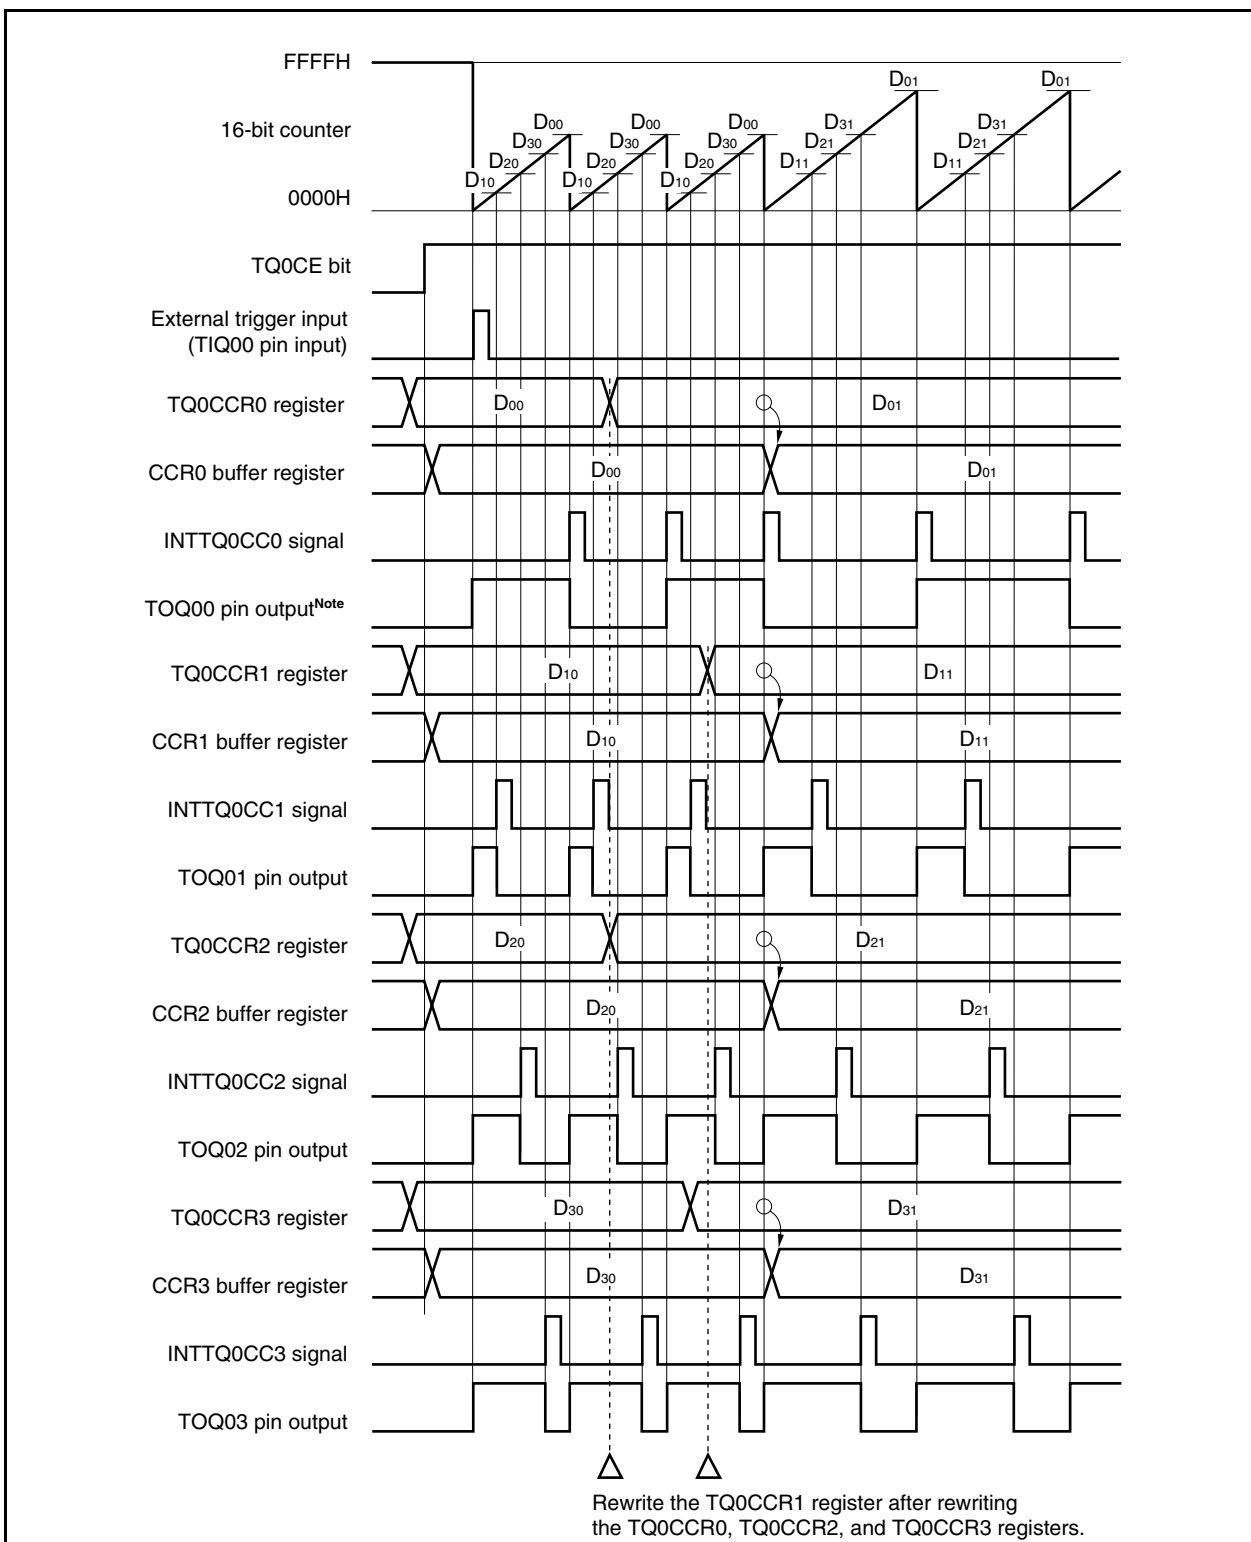 FFFFH
D01 D01
16-bit counter
D00 D00 D00 D31 D31
D30 D30 D30 D21 D21
D20 D20 D20 D11 D11
D10 D10 D10
0000H
TQ0CE bit
External trigger input
(TIQ00 pin input)
TQ0CCR0 register D00 D01
CCR0 buffer register D00 D01
INTTQ0CC0 signal
TOQ00 pin outputNote
TQ0CCR1 register D10 D11
CCR1 buffer register D10 D11
INTTQ0CC1 signal
TOQ01 pin output
TQ0CCR2 register D20 D21
CCR2 buffer register D20 D21
INTTQ0CC2 signal
TOQ02 pin output
TQ0CCR3 register D30 D31
CCR3 buffer register D30 D31
INTTQ0CC3 signal
TOQ03 pin output
Rewrite the TQ0CCR1 register after rewriting
the TQ0CCR0, TQ0CCR2, and TQ0CCR3 registers.